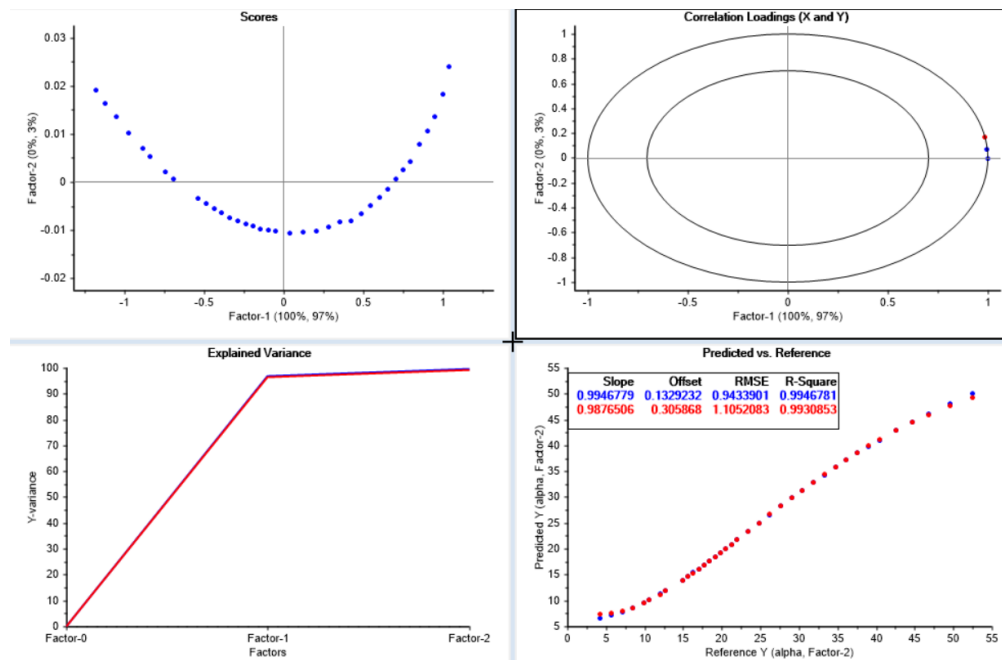 Scores
Factor-2 (0%, 3%)
0.03
0.02
0.01
0
-0.01
-0.02
-1
-0.5
0
0.5
1
Factor-1 (100%, 97%)
Correlation Loadings (X and Y)
Factor-2 (0%, 3%)
1
0.8
0.6
0.4
0.2
0
-0.2
-0.4
-0.6
-0.8
-1
-1
-0.5
0
0.5
1
Factor-1 (100%, 97%)
Explained Variance
Y-variance
100
90
80
70
60
50
40
30
20
10
0
Factor-0
Factor-1
Factor-2
Factors
Predicted vs. Reference
Slope Offset RMSE R-Square
0.9946779 0.1329232 0.9433901 0.9946781
0.9876506 0.305868 1.1052083 0.9930853
Predicted Y (alpha, Factor-2)
55
50
45
40
35
30
25
20
15
10
5
0 5 10 15 20 25 30 35 40 45 50 55
Reference Y (alpha, Factor-2)